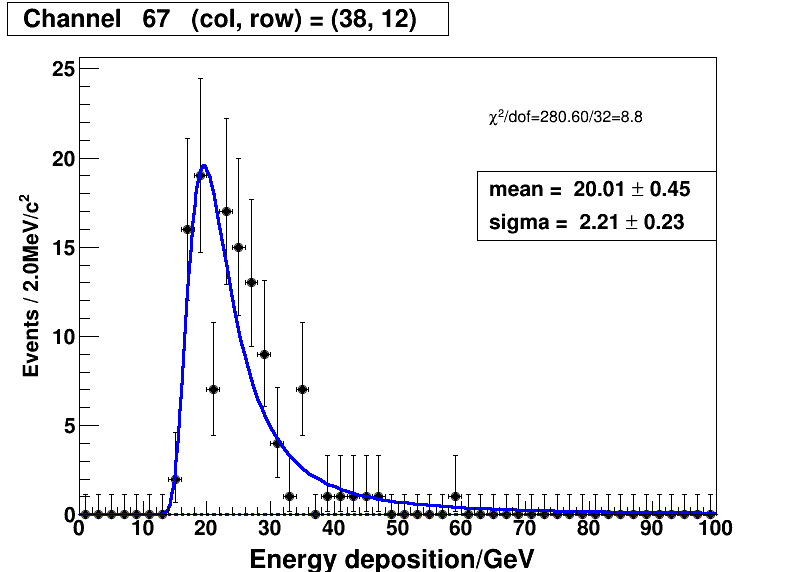 Channel 67 (col, row) = (38, 12)
χ²/dof=280.60/32=8.8
mean = 20.01 ± 0.45
sigma = 2.21 ± 0.23
Events / 2.0MeV/c²
25
20
15
10
5
0
0 10 20 30 40 50 60 70 80 90 100
Energy deposition/GeV